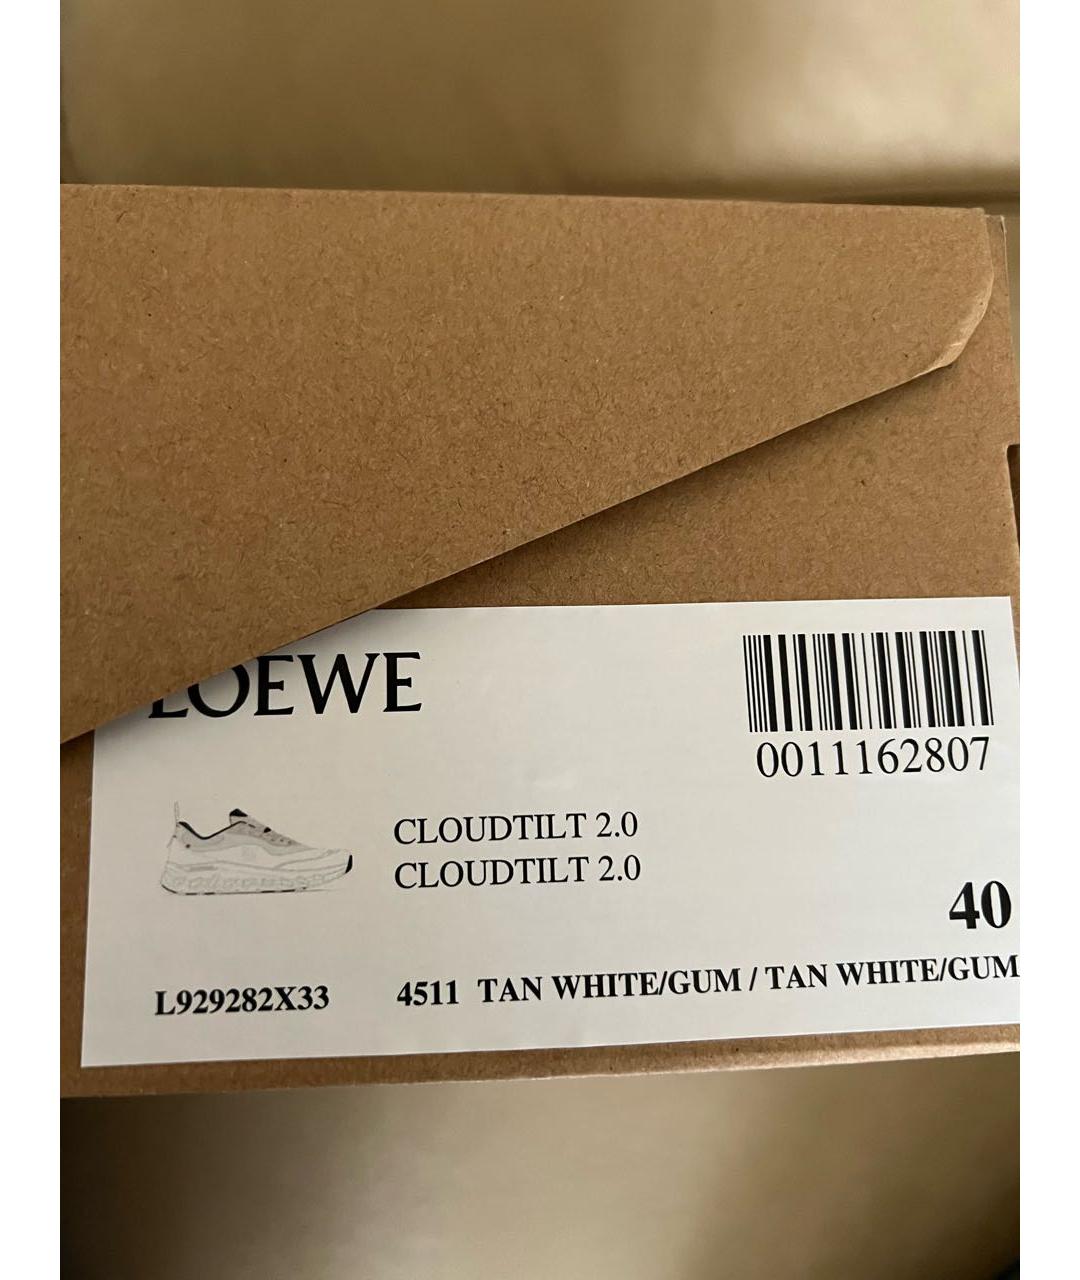 LOEWE
0011162807
CLOUDTILT 2.0
CLOUDTILT 2.0
40
L929282X33 4511 TAN WHITE/GUM / TAN WHITE/GUM